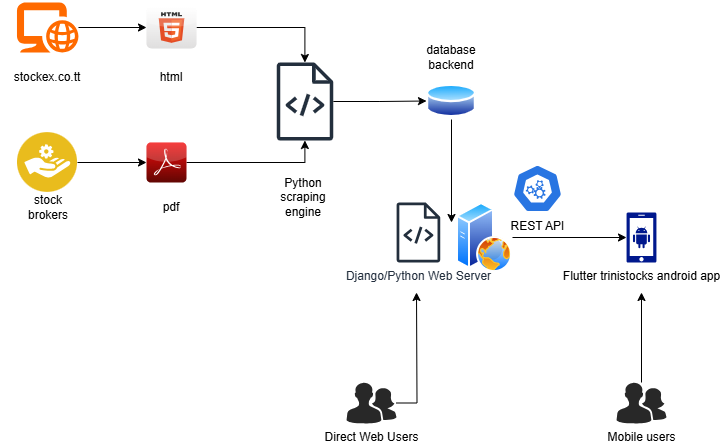 HTML
5
stockex.co.tt
html
</>
database
backend
stock
brokers
pdf
Python
scraping
engine
</>
REST API
Django/Python Web Server
Flutter trinistocks android app
Direct Web Users
Mobile users